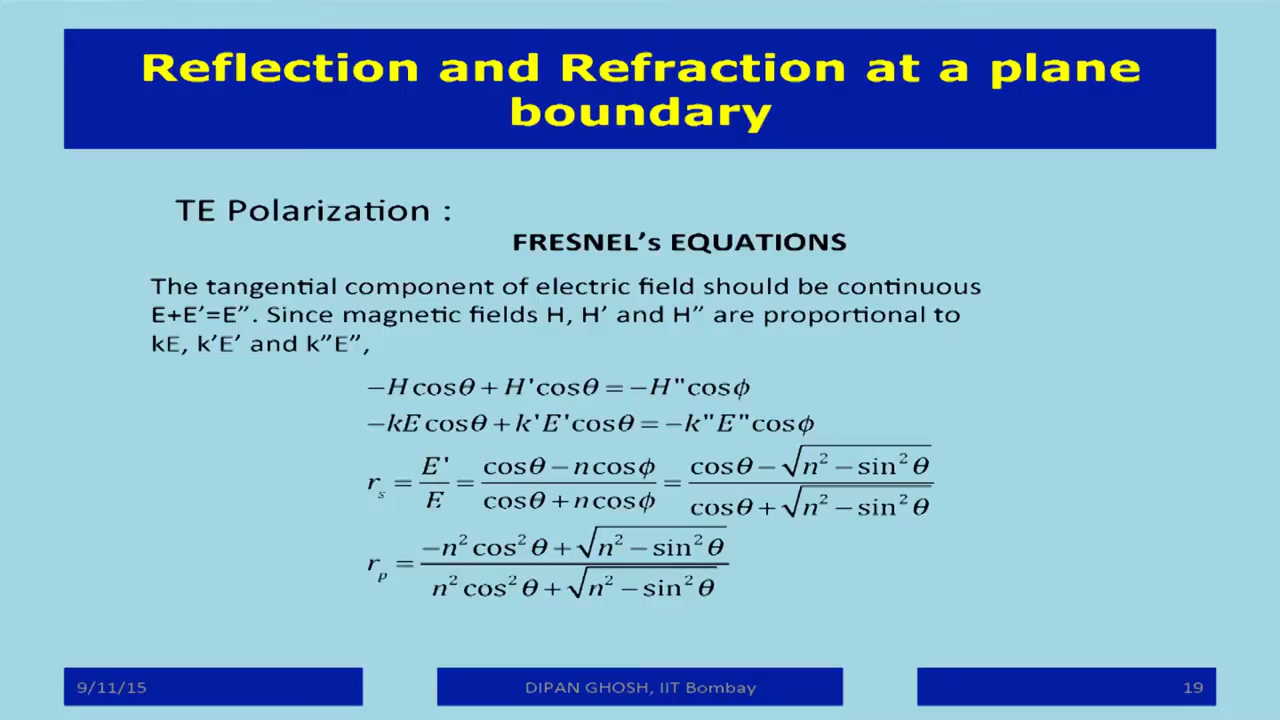 Reflection and Refraction at a plane
boundary
TE Polarization :
FRESNEL’s EQUATIONS
The tangential component of electric field should be continuous
E+E’=E”. Since magnetic fields H, H’ and H” are proportional to
kE, k’E’ and k”E”,
−H cosθ + H'cosθ = −H"cosϕ
−kE cosθ + k'E'cosθ = −k"E"cosϕ
r_s = E'/E = (cosθ − n cosϕ)/(cosθ + n cosϕ) = (cosθ − √(n² − sin²θ))/(cosθ + √(n² − sin²θ))
r_p = (−n² cos²θ + √(n² − sin²θ))/(n² cos²θ + √(n² − sin²θ))
9/11/15
DIPAN GHOSH, IIT Bombay
19